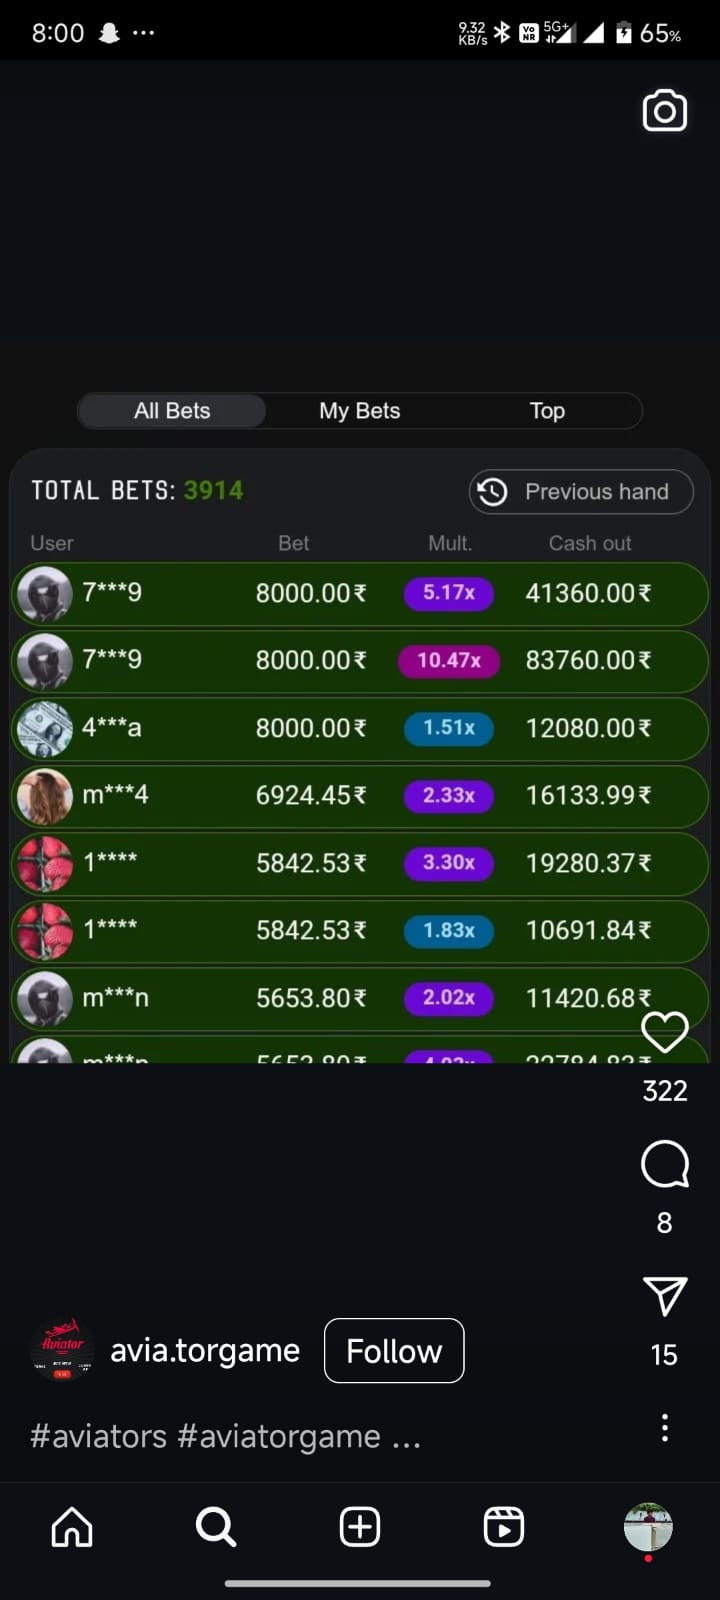 8:00 ... 9.32 KB/s Vo NR 5G+ 65%
All Bets My Bets Top
TOTAL BETS: 3914 Previous hand
User Bet Mult. Cash out
7***9 8000.00₹ 5.17x 41360.00₹
7***9 8000.00₹ 10.47x 83760.00₹
4***a 8000.00₹ 1.51x 12080.00₹
m***4 6924.45₹ 2.33x 16133.99₹
1**** 5842.53₹ 3.30x 19280.37₹
1**** 5842.53₹ 1.83x 10691.84₹
m***n 5653.80₹ 2.02x 11420.68₹
m***n 5653.80₹
322
8
Aviator
avia.torgame Follow
15
#aviators #aviatorgame ...